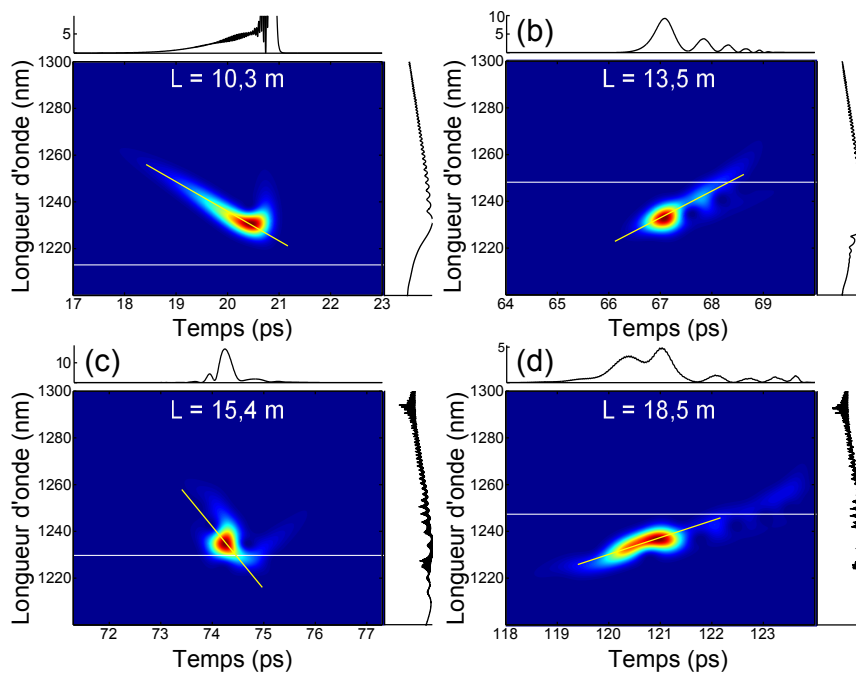 5
L = 10,3 m
Longueur d'onde (nm)
1300
1280
1260
1240
1220
17 18 19 20 21 22 23
Temps (ps)
(b)
10
5
0
L = 13,5 m
Longueur d'onde (nm)
1300
1280
1260
1240
1220
64 65 66 67 68 69
Temps (ps)
(c)
10
L = 15,4 m
Longueur d'onde (nm)
1300
1280
1260
1240
1220
72 73 74 75 76 77
Temps (ps)
(d)
5
L = 18,5 m
Longueur d'onde (nm)
1300
1280
1260
1240
1220
118 119 120 121 122 123
Temps (ps)